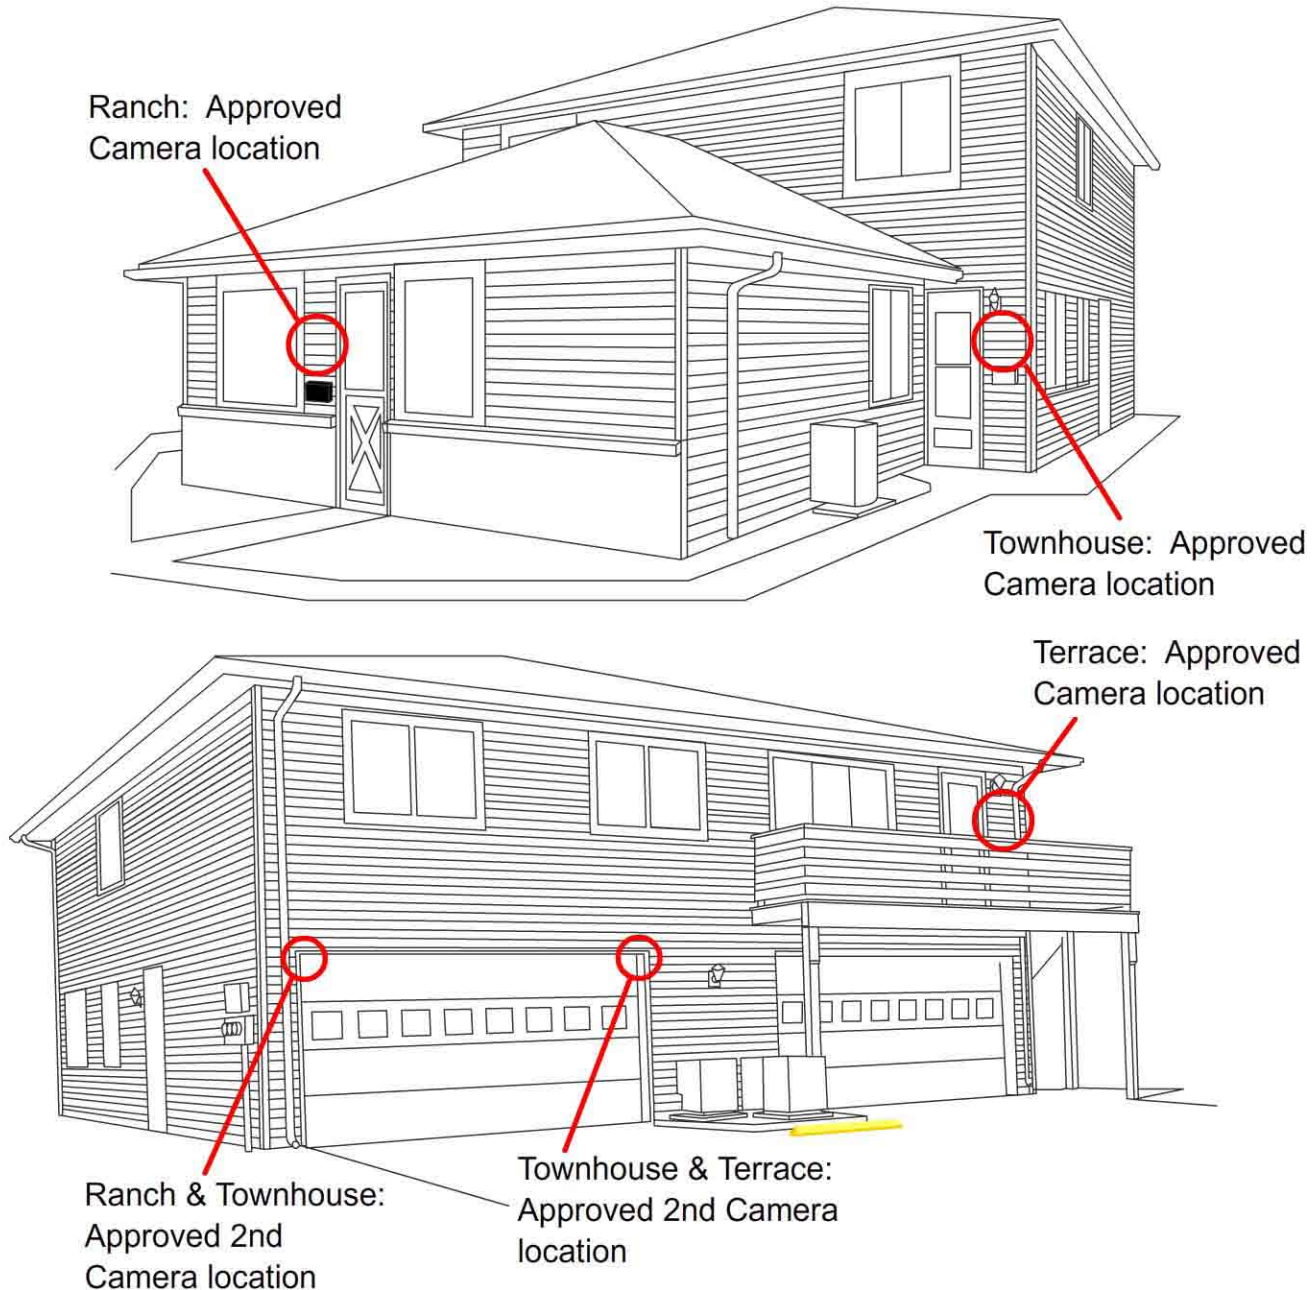 Ranch: Approved
Camera location
Townhouse: Approved
Camera location
Terrace: Approved
Camera location
Ranch & Townhouse:
Approved 2nd
Camera location
Townhouse & Terrace:
Approved 2nd Camera
location